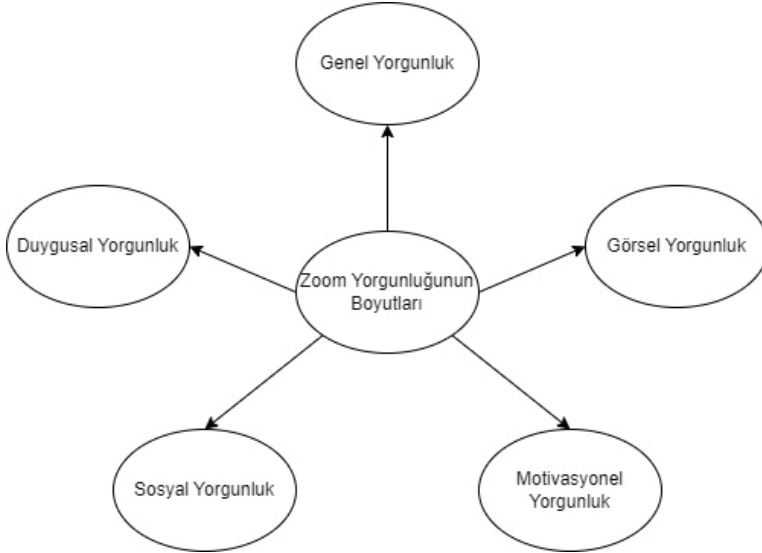 Genel Yorgunluk
Duygusal Yorgunluk
Görsel Yorgunluk
Zoom Yorgunluğunun
Boyutları
Sosyal Yorgunluk
Motivasyonel
Yorgunluk